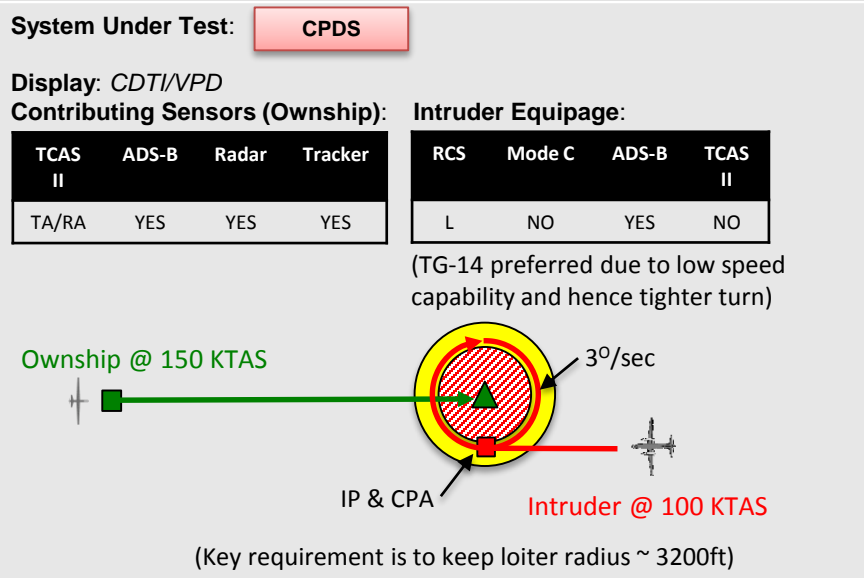 System Under Test: CPDS
Display: CDTI/VPD
Contributing Sensors (Ownship): Intruder Equipage:
TCAS II ADS-B Radar Tracker
TA/RA YES YES YES
RCS Mode C ADS-B TCAS II
L NO YES NO
(TG-14 preferred due to low speed
capability and hence tighter turn)
Ownship @ 150 KTAS
3⁰/sec
IP & CPA
Intruder @ 100 KTAS
(Key requirement is to keep loiter radius ~ 3200ft)